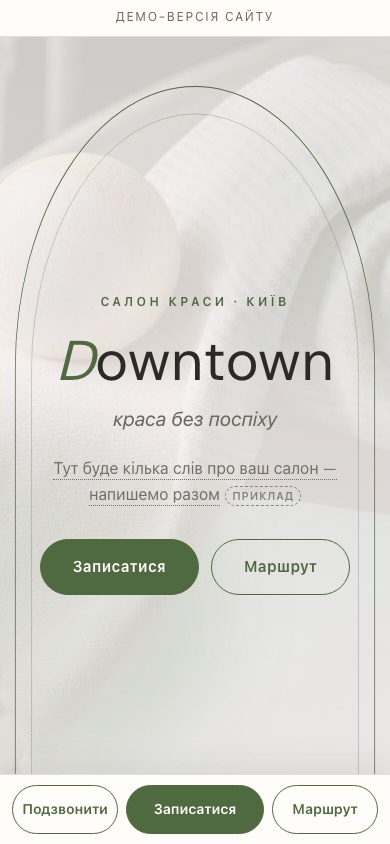 ДЕМО-ВЕРСІЯ САЙТУ
САЛОН КРАСИ · КИЇВ
Downtown
краса без поспіху
Тут буде кілька слів про ваш салон —
напишемо разом ПРИКЛАД
Записатися Маршрут
Подзвонити Записатися Маршрут